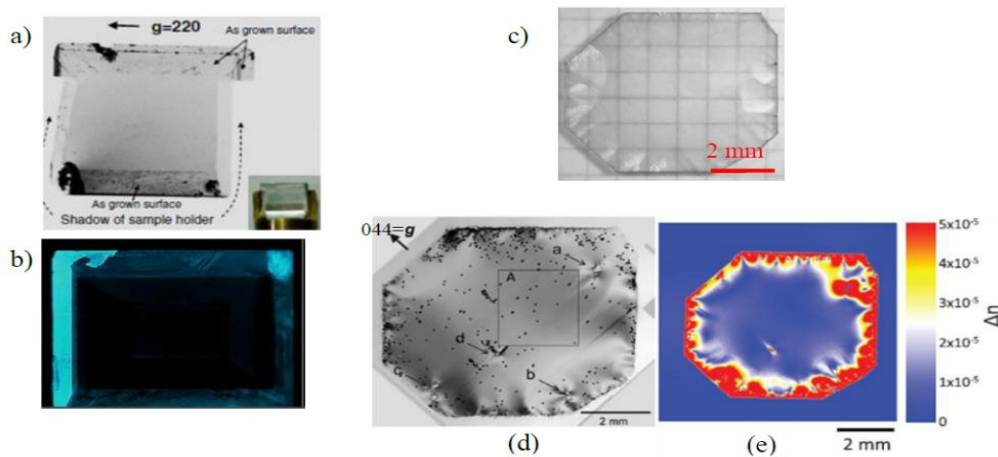 a)
g=220
As grown surface
As grown surface
Shadow of sample holder
b)
c)
2 mm
044=g
a
A
d
c
b
2 mm
(d)
5x10⁻⁵
4x10⁻⁵
3x10⁻⁵
2x10⁻⁵
1x10⁻⁵
0
Δn
2 mm
(e)